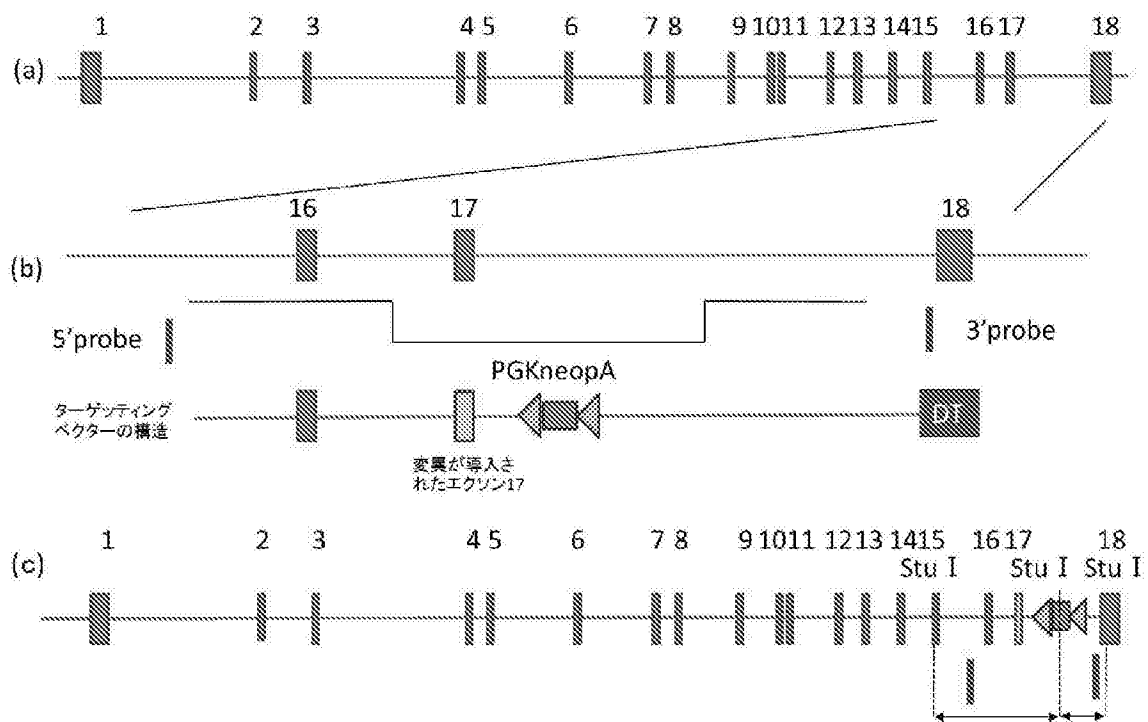 1 2 3 4 5 6 7 8 9 10 11 12 13 14 15 16 17 18
(a)
16 17 18
(b)
5'probe 3'probe
PGKneopA
ターゲッティング
ベクターの構造
DT
変異が導入さ
れたエクソン17
1 2 3 4 5 6 7 8 9 10 11 12 13 14 15 16 17 18
(c)
Stu Ⅰ Stu Ⅰ Stu Ⅰ